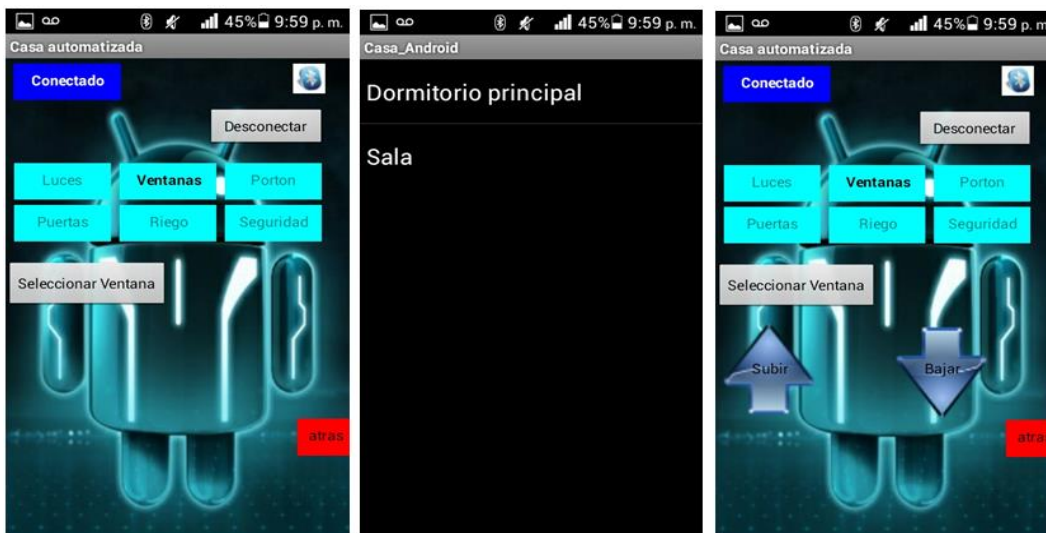 45% 9:59 p. m.
Casa automatizada
Conectado
Desconectar
Luces Ventanas Porton
Puertas Riego Seguridad
Seleccionar Ventana
atras
45% 9:59 p. m.
Casa_Android
Dormitorio principal
Sala
45% 9:59 p. m
Casa automatizada
Conectado
Desconectar
Luces Ventanas Porton
Puertas Riego Seguridad
Seleccionar Ventana
Subir Bajar
atra